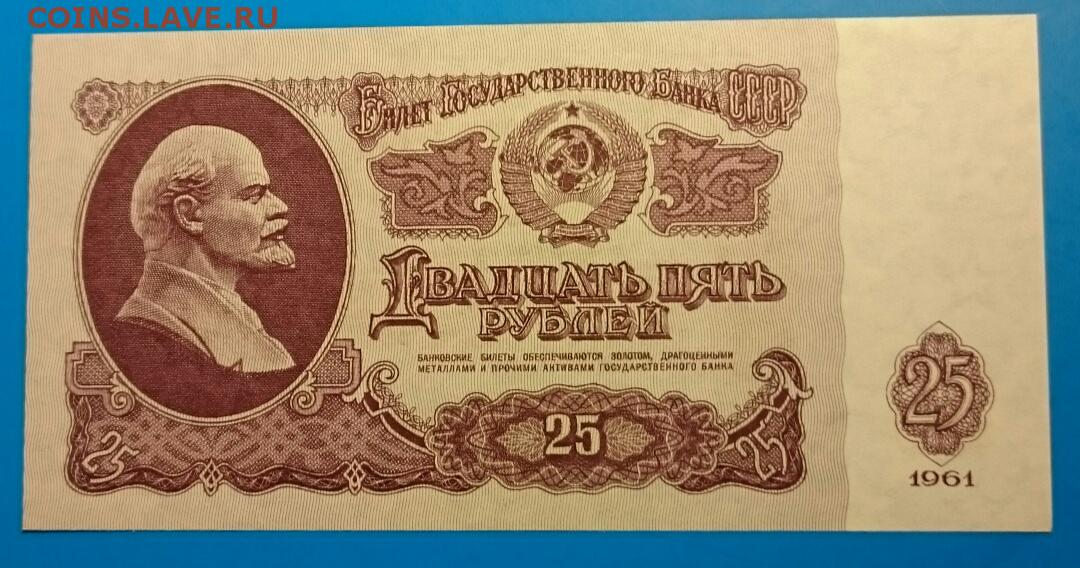 COINS.LAVE.RU
Билет Государственного Банка СССР
Двадцать пять
рублей
БАНКОВСКИЕ БИЛЕТЫ ОБЕСПЕЧИВАЮТСЯ ЗОЛОТОМ, ДРАГОЦЕННЫМИ
МЕТАЛЛАМИ И ПРОЧИМИ АКТИВАМИ ГОСУДАРСТВЕННОГО БАНКА
25
25
25
25
1961